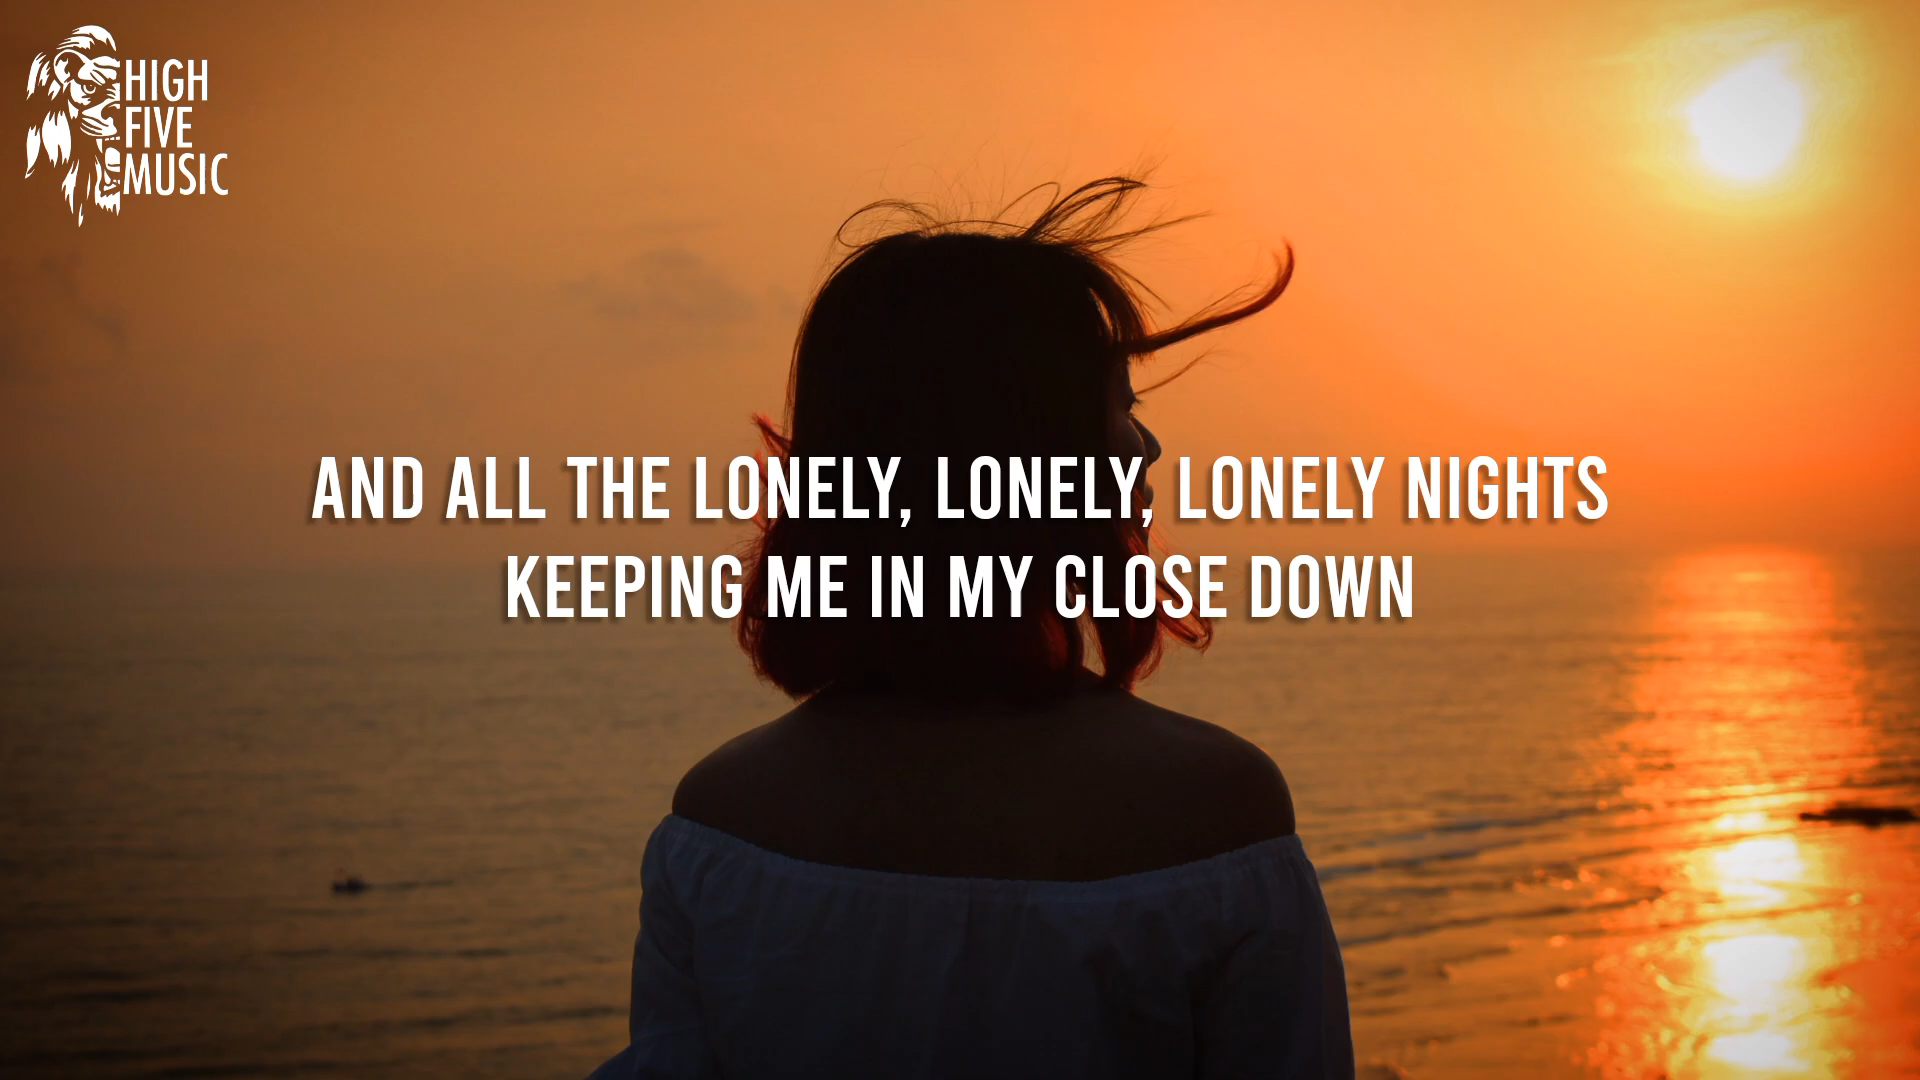 HIGH
FIVE
MUSIC
AND ALL THE LONELY, LONELY, LONELY NIGHTS
KEEPING ME IN MY CLOSE DOWN